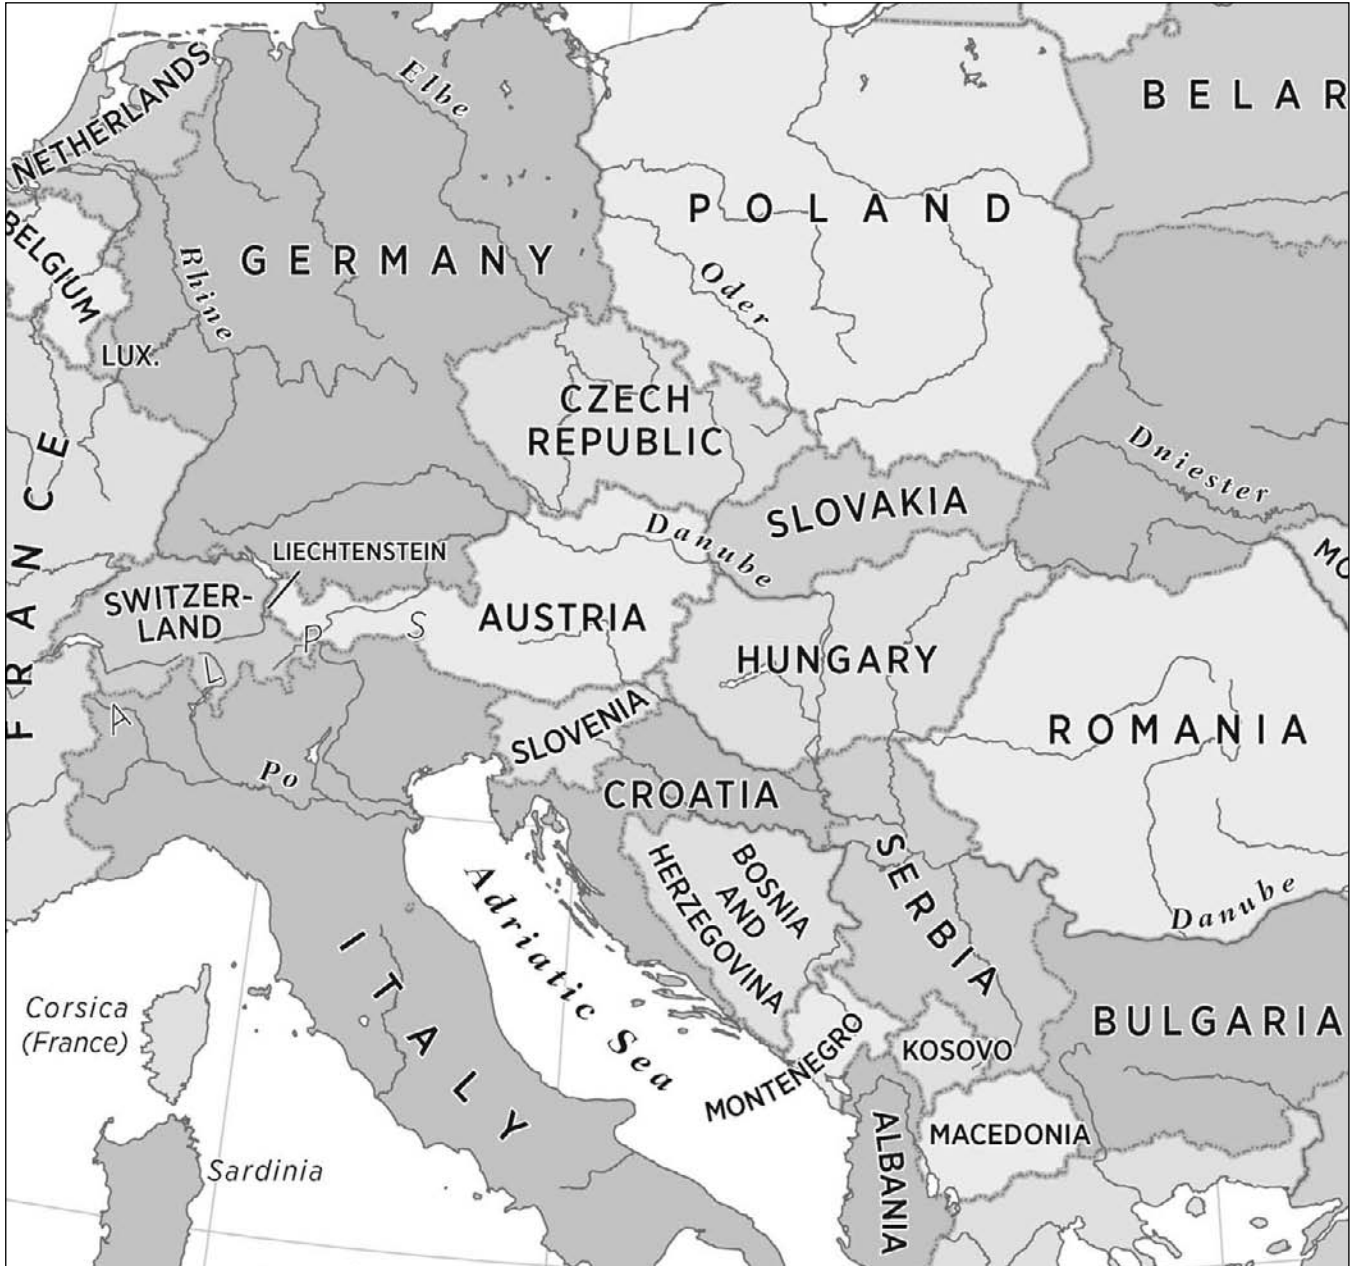 NETHERLANDS
Elbe
BELAR
BELGIUM
POLAND
GERMANY
Rhine
Oder
LUX.
CZECH
REPUBLIC
FRANCE
Dniester
SLOVAKIA
Danube
LIECHTENSTEIN
MO
SWITZER-
LAND
AUSTRIA
ALPS
HUNGARY
SLOVENIA
ROMANIA
Po
CROATIA
SERBIA
BOSNIA
AND
HERZEGOVINA
Danube
Adriatic Sea
ITALY
Corsica
(France)
BULGARIA
KOSOVO
MONTENEGRO
MACEDONIA
ALBANIA
Sardinia